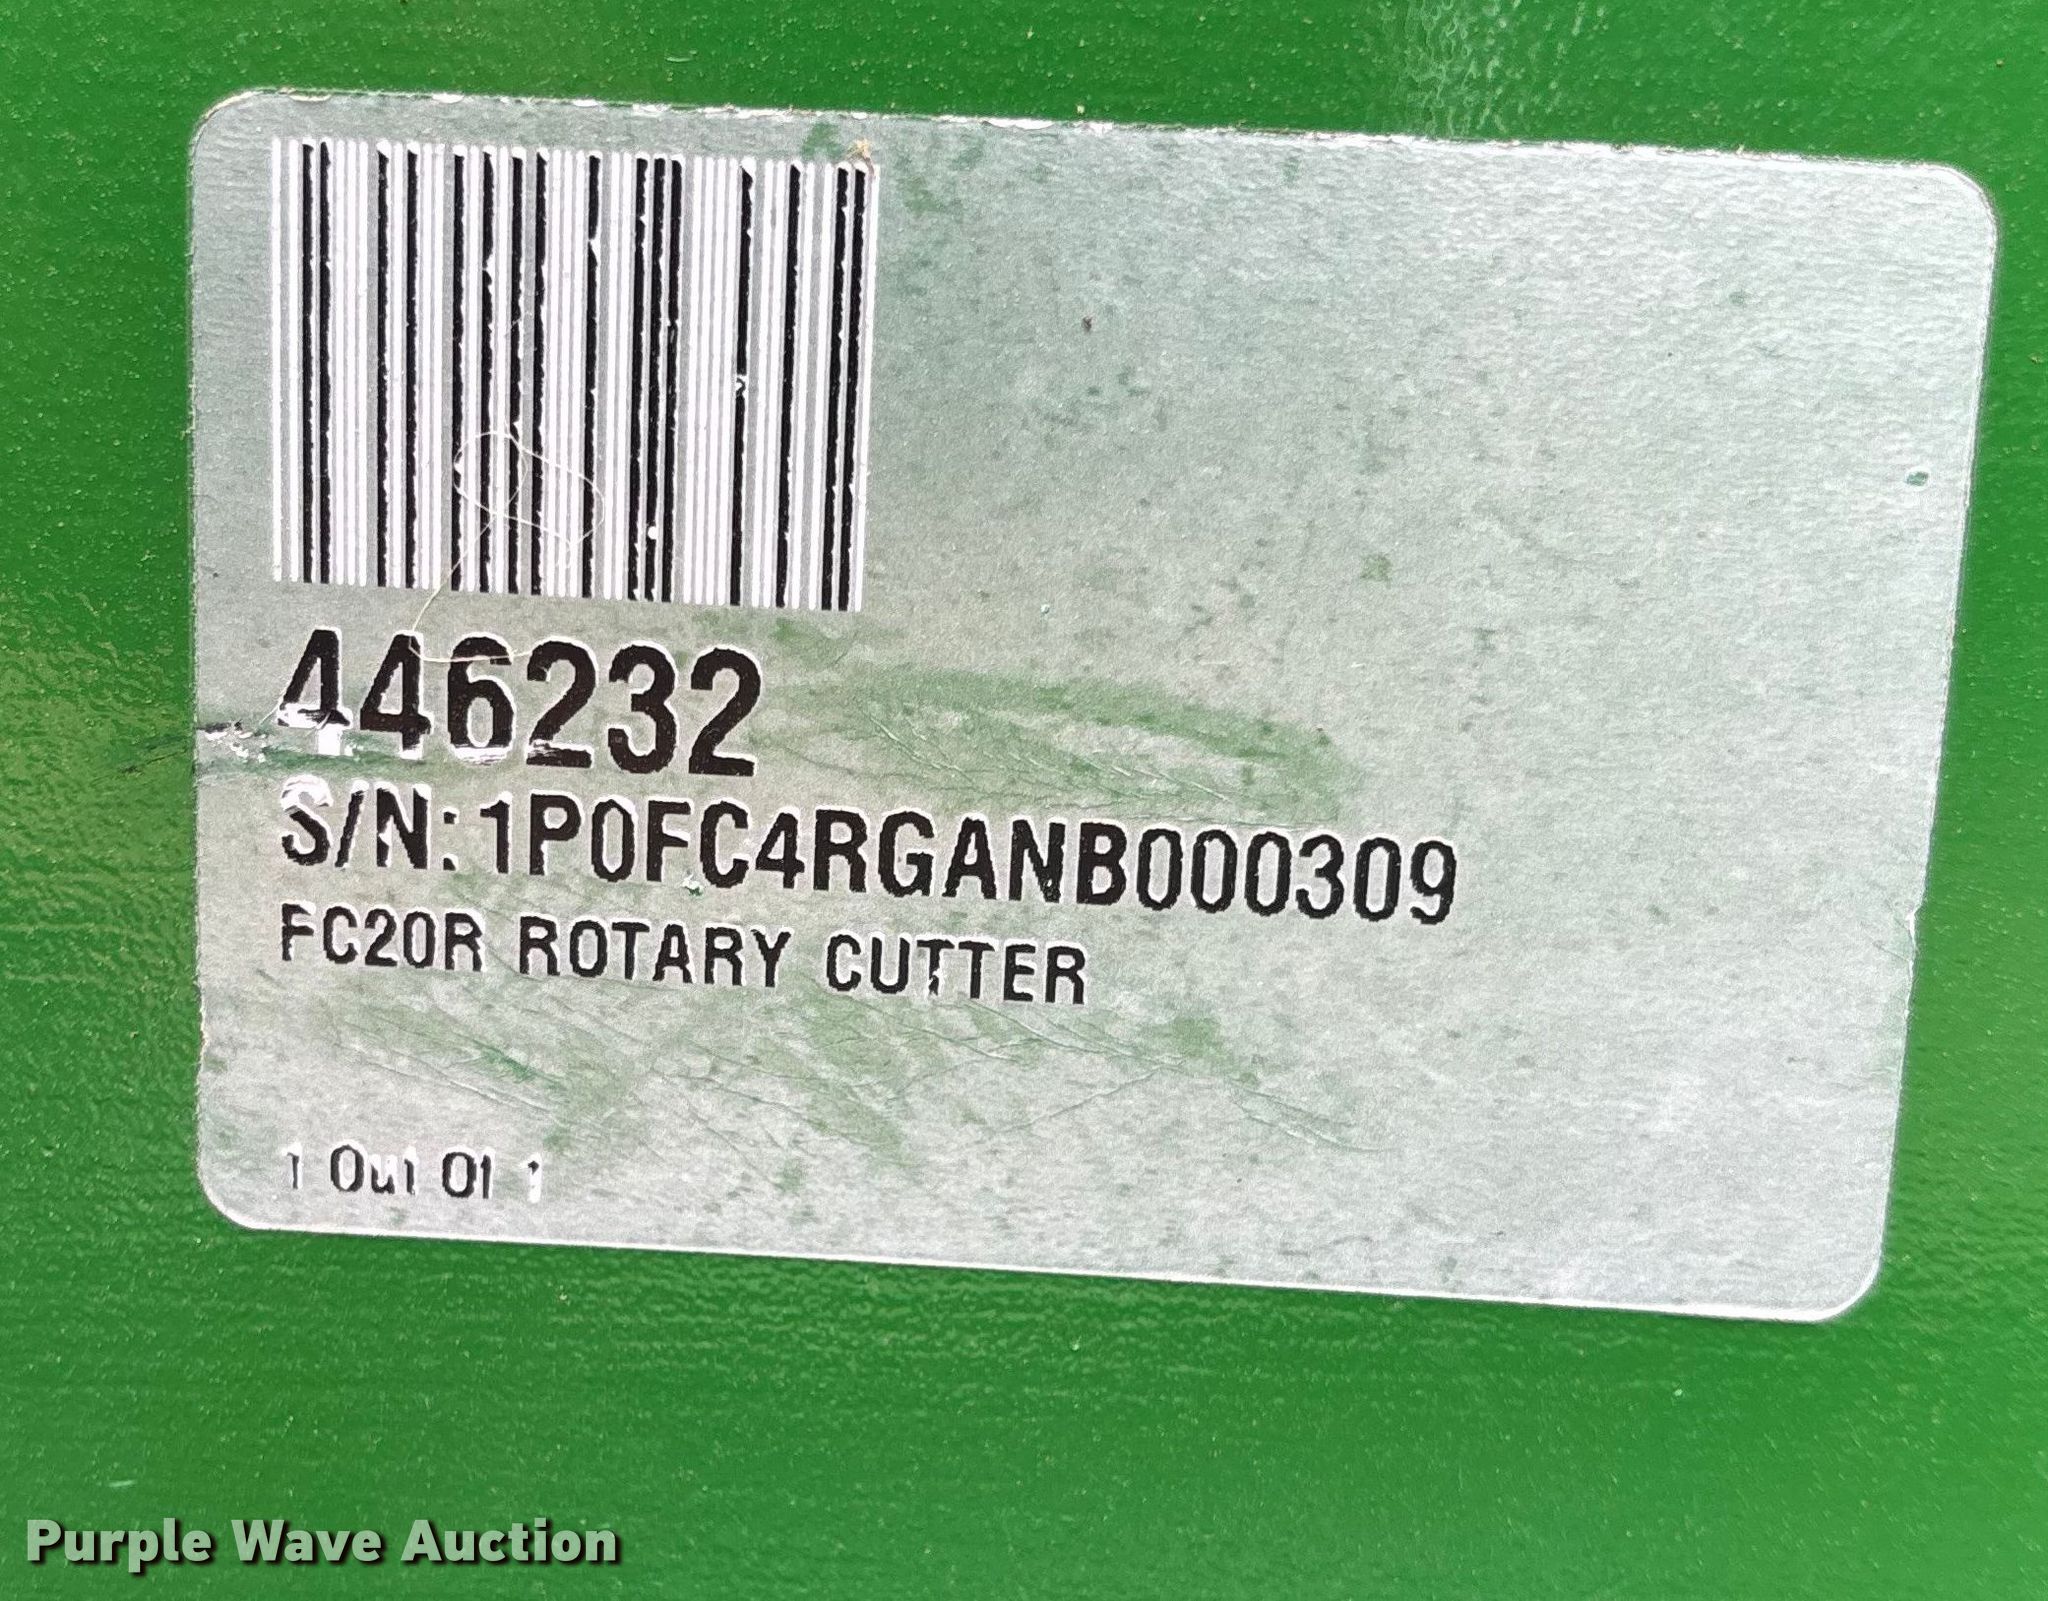 446232
S/N:1P0FC4RGANB000309
FC20R ROTARY CUTTER
1 Out Of 1
Purple Wave Auction